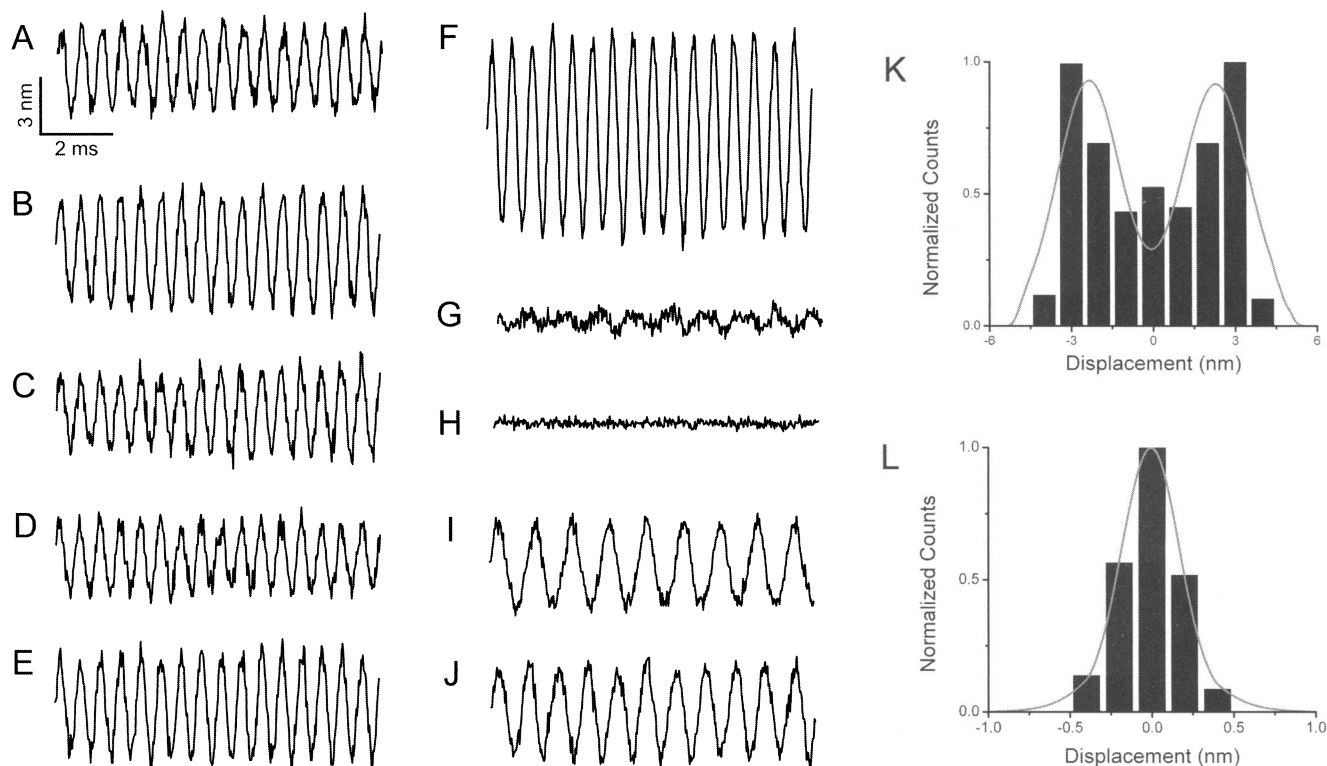 A
3 nm
2 ms
B
C
D
E
F
G
H
I
J
K
Normalized Counts
1.0
0.5
0.0
-6
-3
0
3
6
Displacement (nm)
L
Normalized Counts
1.0
0.5
0.0
-1.0
-0.5
0.0
0.5
1.0
Displacement (nm)